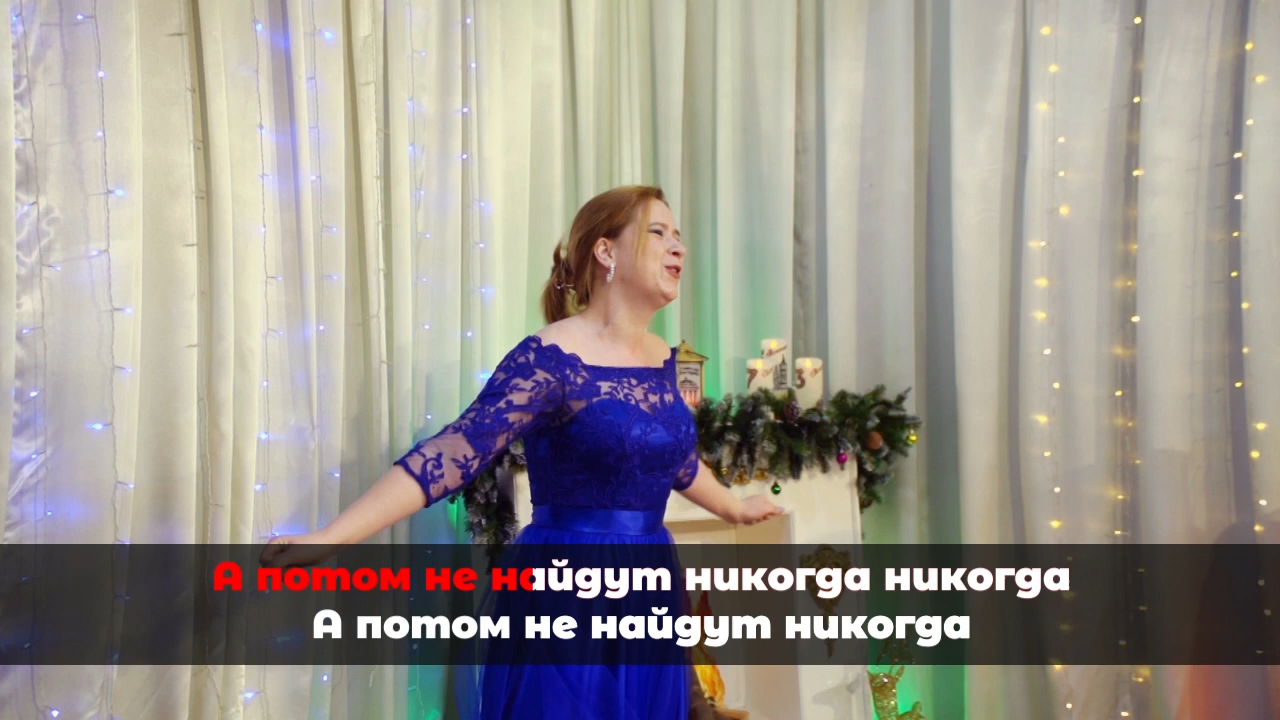 А потом не найдут никогда никогда
А потом не найдут никогда